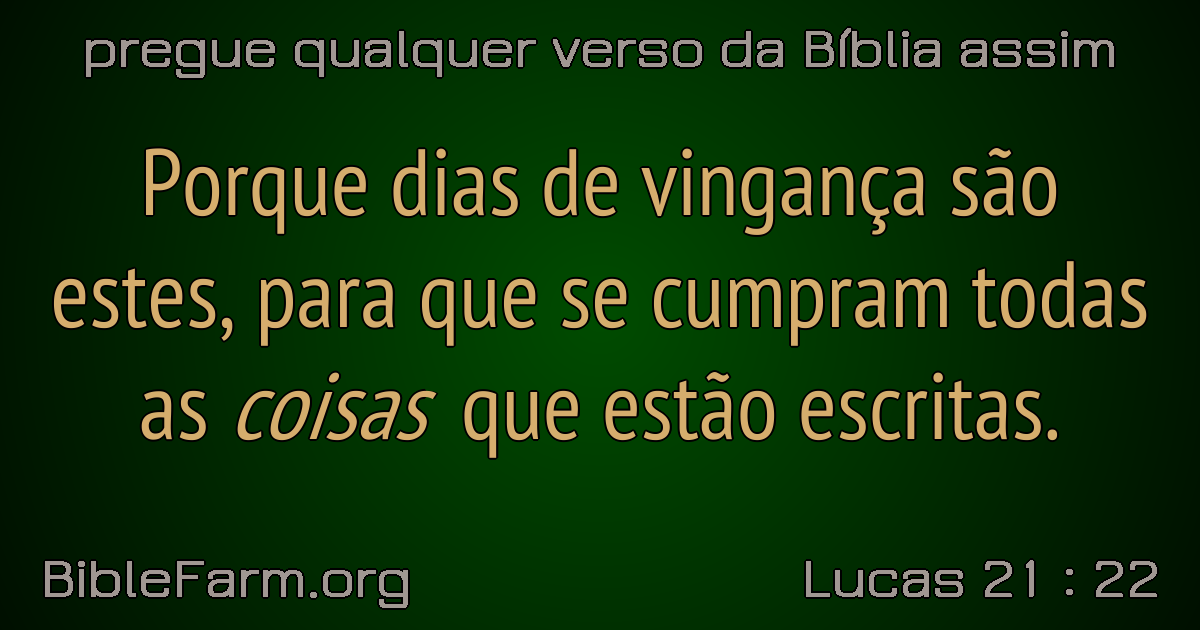 pregue qualquer verso da Bíblia assim
Porque dias de vingança são
estes, para que se cumpram todas
as coisas que estão escritas.
BibleFarm.org
Lucas 21 : 22